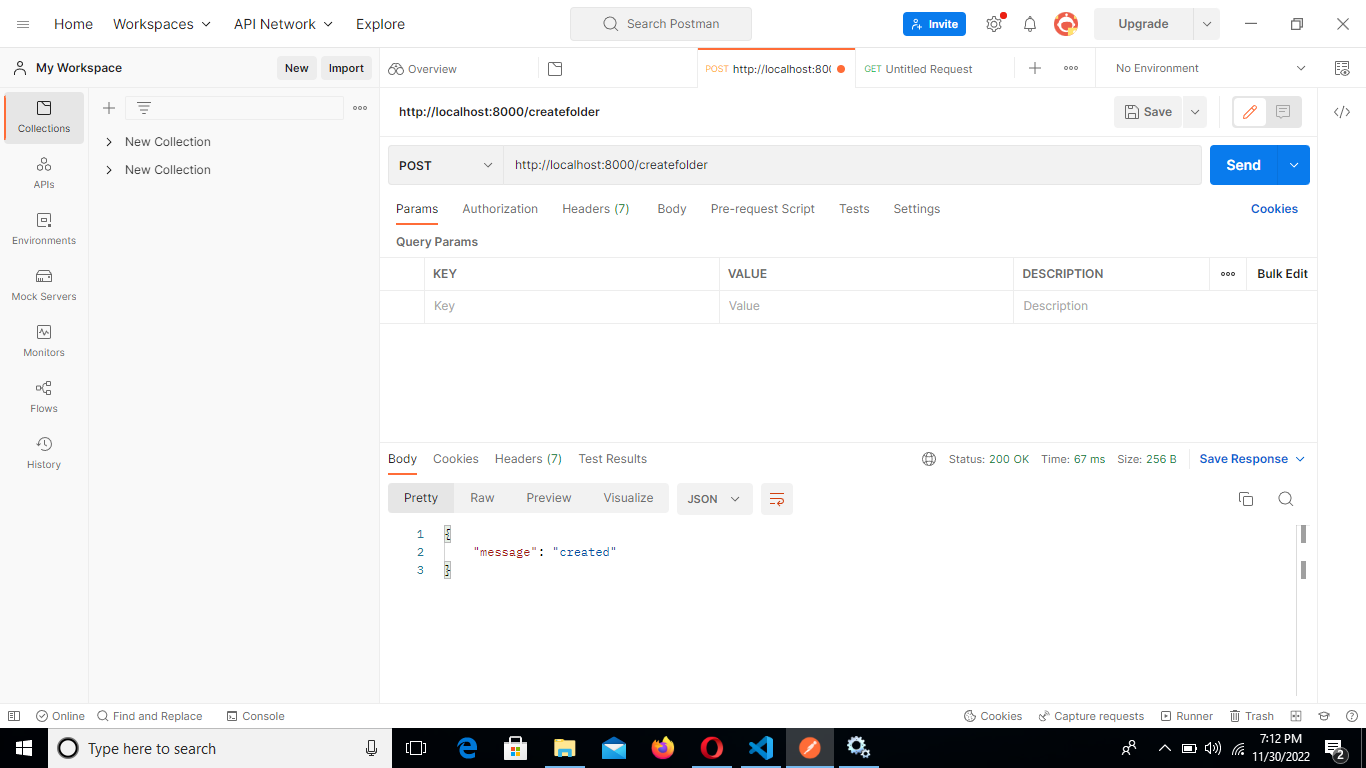 Home Workspaces API Network Explore Search Postman Invite Upgrade
My Workspace New Import Overview POST http://localhost:800 GET Untitled Request No Environment
Collections
APIs
Environments
Mock Servers
Monitors
Flows
History
New Collection
New Collection
http://localhost:8000/createfolder Save
POST http://localhost:8000/createfolder Send
Params Authorization Headers (7) Body Pre-request Script Tests Settings Cookies
Query Params
KEY VALUE DESCRIPTION Bulk Edit
Key Value Description
Body Cookies Headers (7) Test Results Status: 200 OK Time: 67 ms Size: 256 B Save Response
Pretty Raw Preview Visualize JSON
1 {
2 "message": "created"
3 }
Online Find and Replace Console Cookies Capture requests Runner Trash
Type here to search 7:12 PM
11/30/2022 2